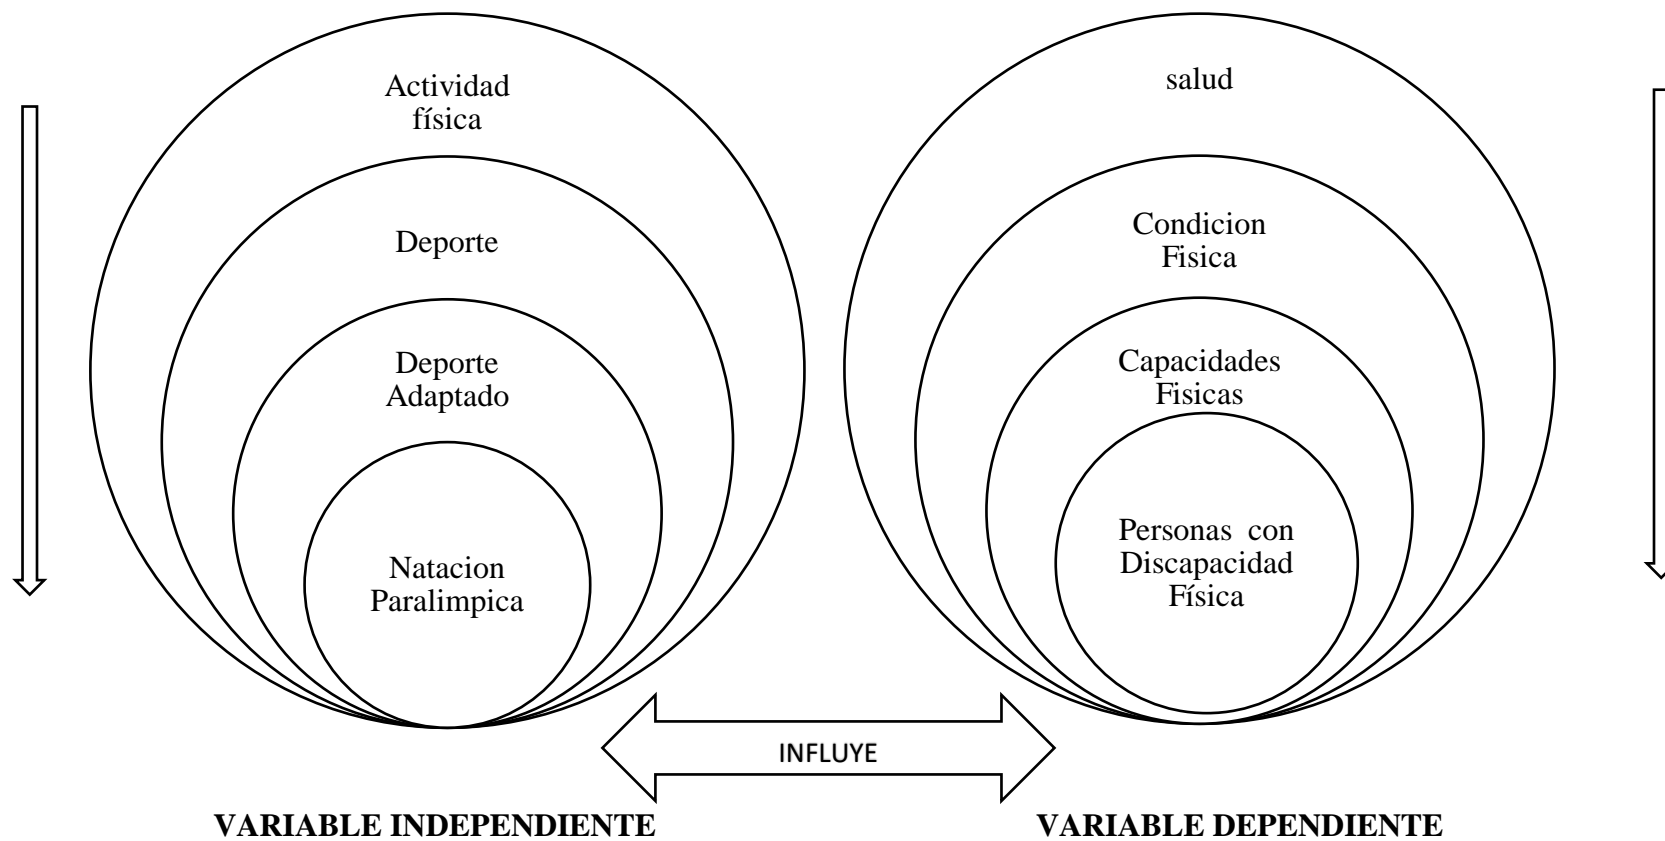 Actividad
física
Deporte
Deporte
Adaptado
Natacion
Paralimpica
salud
Condicion
Fisica
Capacidades
Fisicas
Personas con
Discapacidad
Física
INFLUYE
VARIABLE INDEPENDIENTE
VARIABLE DEPENDIENTE